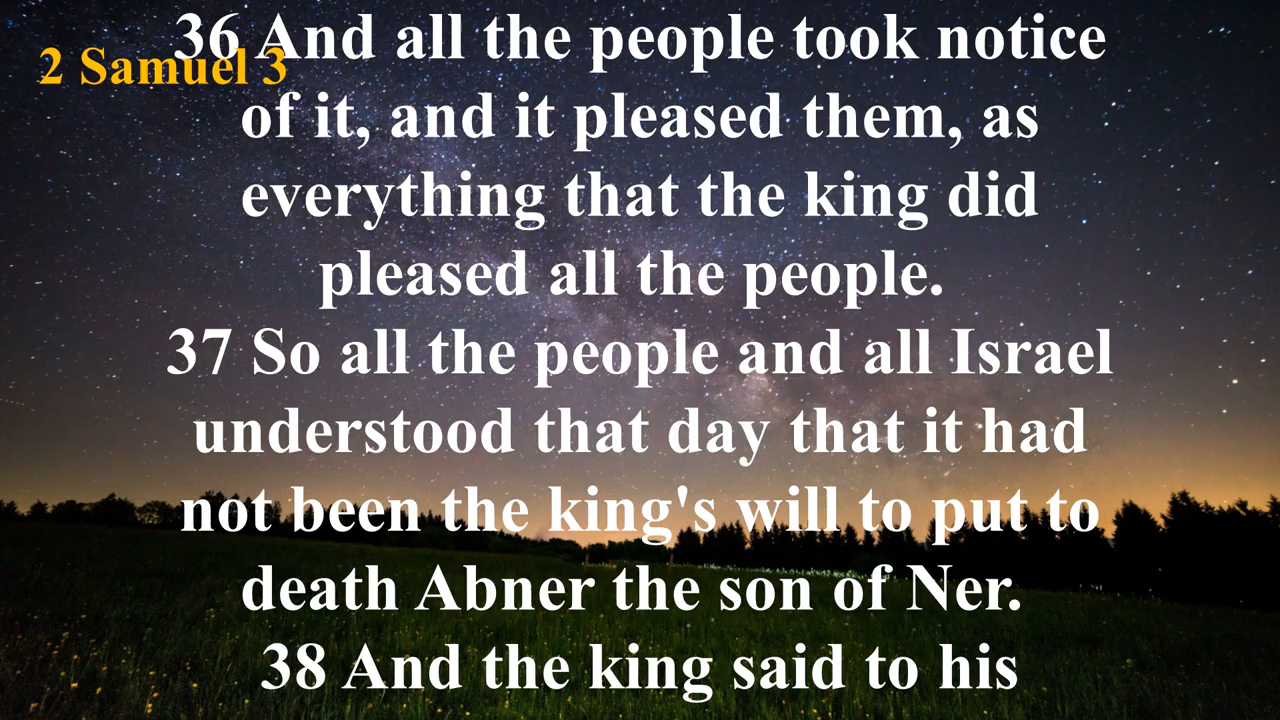 2 Samuel 3
36 And all the people took notice
of it, and it pleased them, as
everything that the king did
pleased all the people.
37 So all the people and all Israel
understood that day that it had
not been the king's will to put to
death Abner the son of Ner.
38 And the king said to his